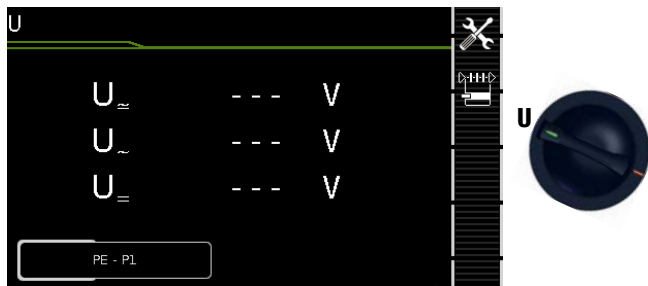 U
U≃ --- V
U~ --- V
U= --- V
PE - P1
U